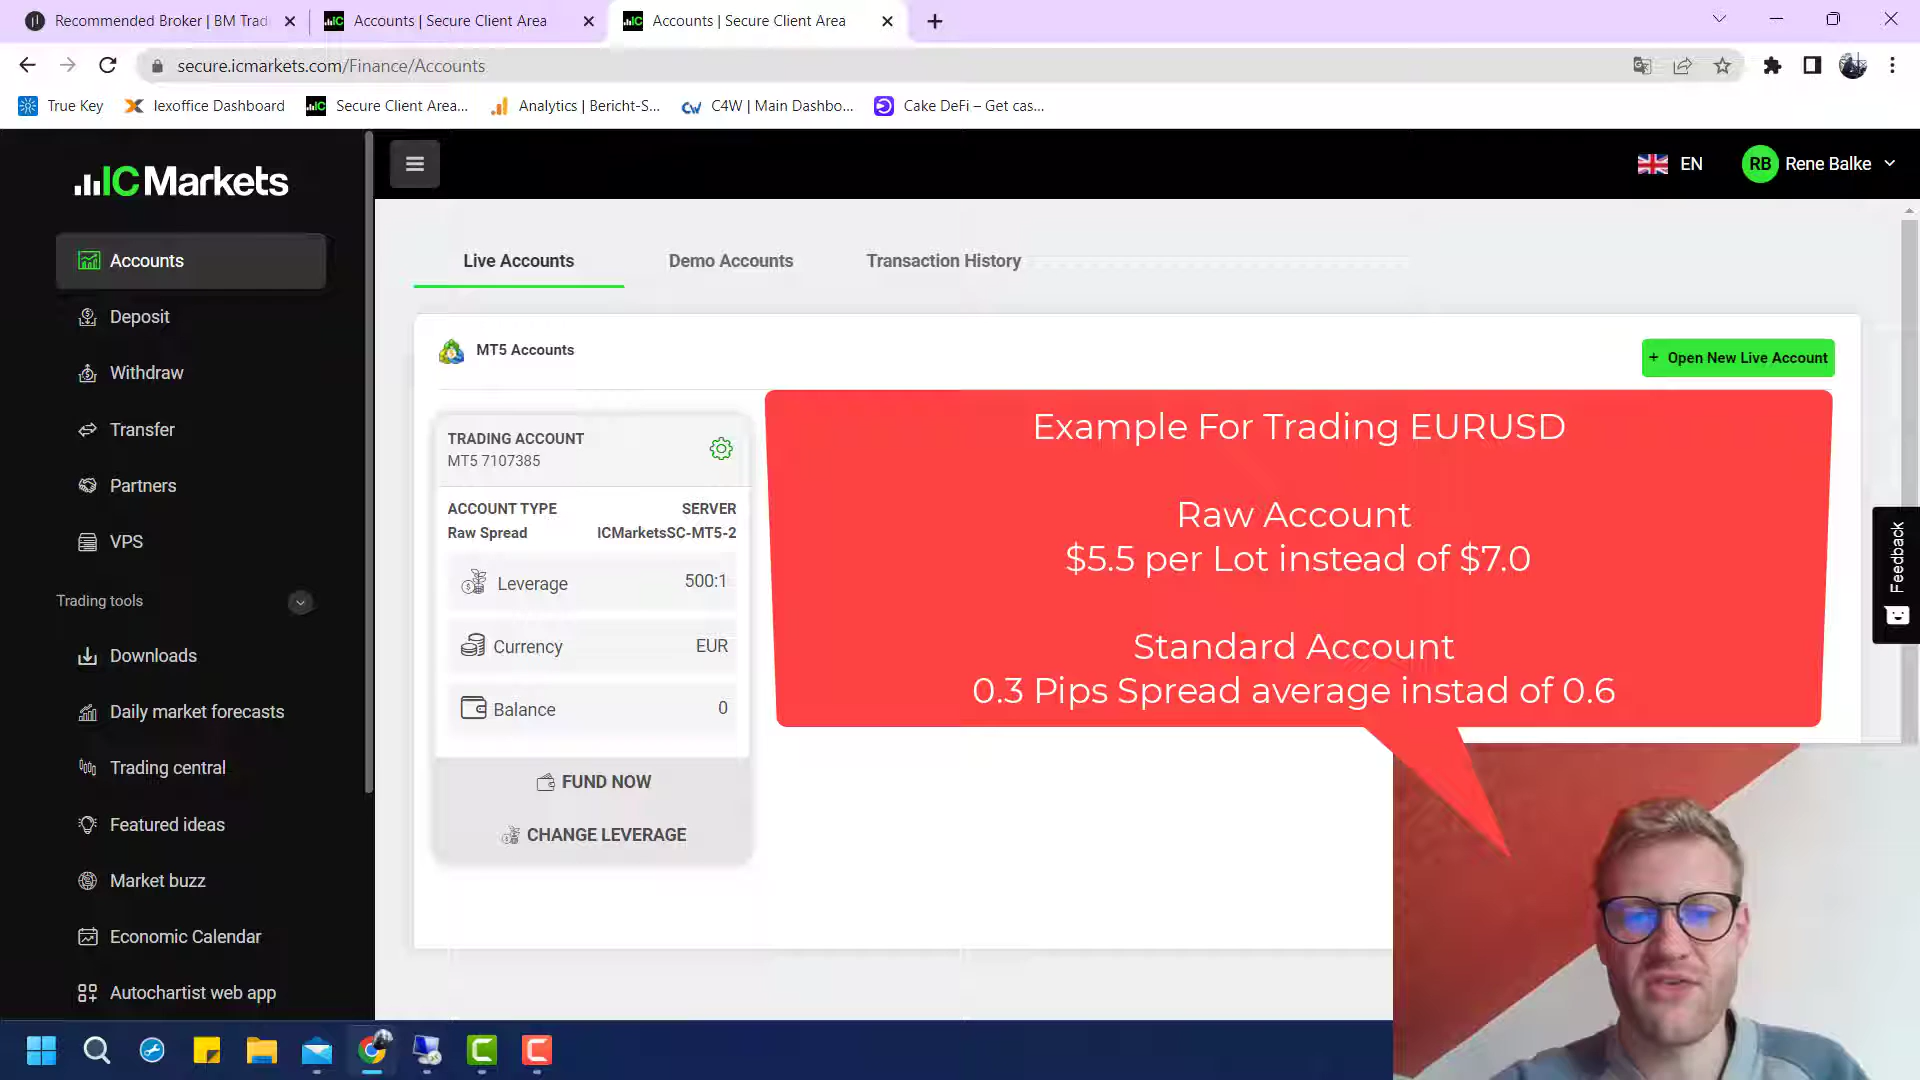 Recommended Broker | BM Trad
Accounts | Secure Client Area
Accounts | Secure Client Area
secure.icmarkets.com/Finance/Accounts
True Key
lexoffice Dashboard
Secure Client Area...
Analytics | Bericht-S...
C4W | Main Dashbo...
Cake DeFi – Get cas...
IC Markets
EN
RB
Rene Balke
Accounts
Deposit
Withdraw
Transfer
Partners
VPS
Trading tools
Downloads
Daily market forecasts
Trading central
Featured ideas
Market buzz
Economic Calendar
Autochartist web app
Live Accounts
Demo Accounts
Transaction History
MT5 Accounts
+ Open New Live Account
TRADING ACCOUNT
MT5 7107385
ACCOUNT TYPE
SERVER
Raw Spread
ICMarketsSC-MT5-2
Leverage
500:1
Currency
EUR
Balance
0
FUND NOW
CHANGE LEVERAGE
Example For Trading EURUSD
Raw Account
$5.5 per Lot instead of $7.0
Standard Account
0.3 Pips Spread average instad of 0.6
Feedback